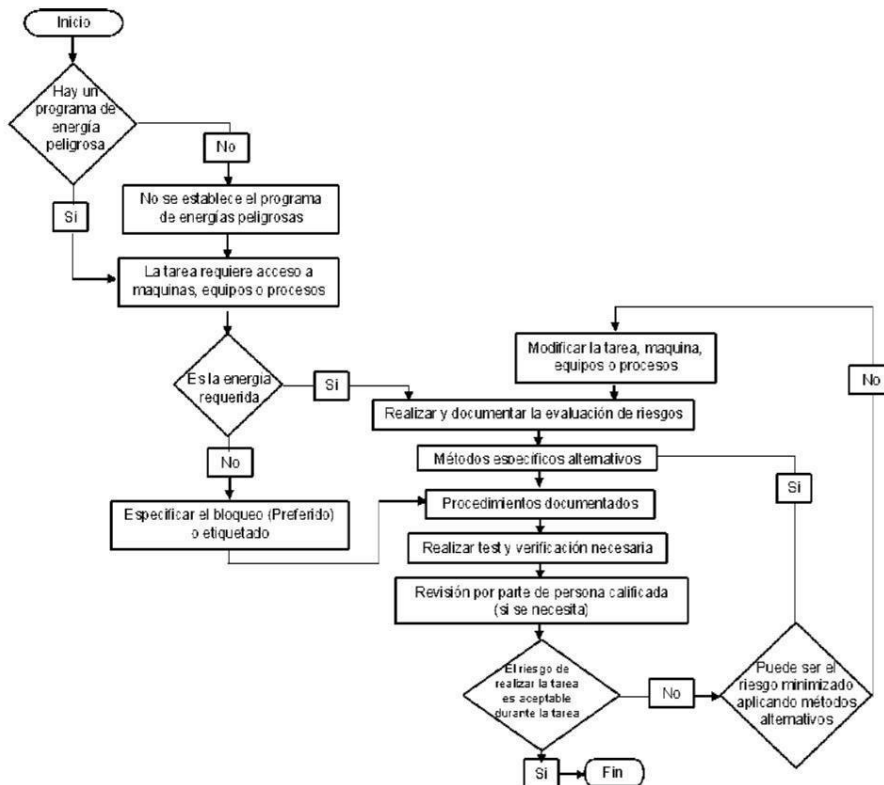 Inicio
Hay un
programa de
energía
peligrosa
No
Si
No se establece el programa
de energías peligrosas
La tarea requiere acceso a
maquinas, equipos o procesos
Es la energía
requerida
Si
No
Especificar el bloqueo (Preferido)
o etiquetado
Modificar la tarea, maquina,
equipos o procesos
No
Realizar y documentar la evaluación de riesgos
Métodos específicos alternativos
Si
Procedimientos documentados
Realizar test y verificación necesaria
Revisión por parte de persona calificada
(si se necesita)
El riesgo de
realizar la tarea
es aceptable
durante la tarea
No
Puede ser el
riesgo minimizado
aplicando métodos
alternativos
Si
Fin